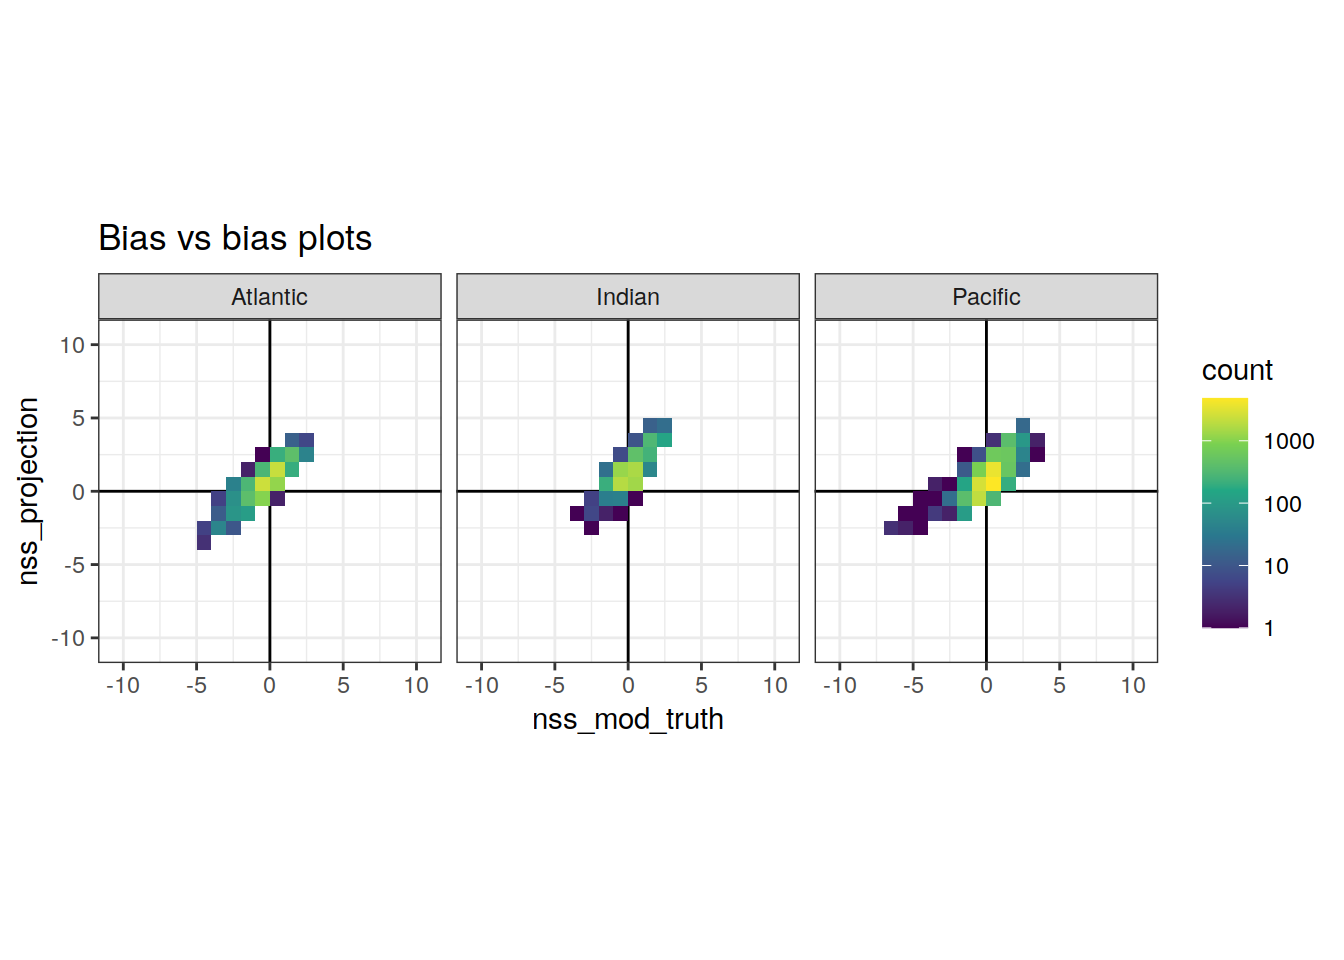 Bias vs bias plots
Atlantic
Indian
Pacific
10
5
0
-5
-10
nss_projection
-10 -5 0 5 10
-10 -5 0 5 10
-10 -5 0 5 10
nss_mod_truth
count
1000
100
10
1